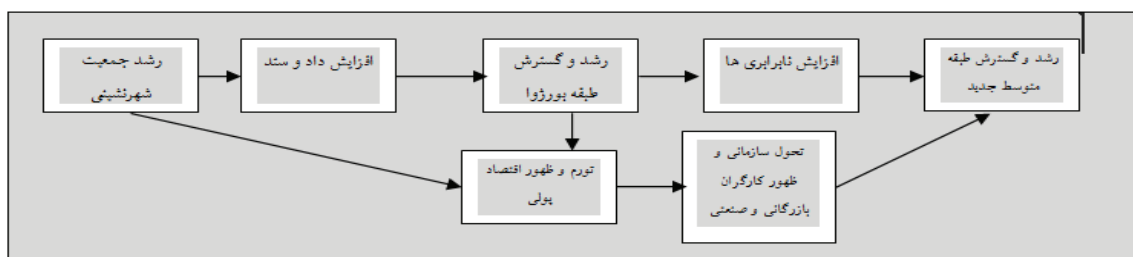 رشد جمعیت
شهرنشینی
افزایش داد و ستد
رشد و گسترش
طبقه بورژوا
افزایش نابرابری ها
رشد و گسترش طبقه
متوسط جدید
تورم و ظهور اقتصاد
پولی
تحول سازمانی و
ظهور کارگران
بازرگانی و صنعتی